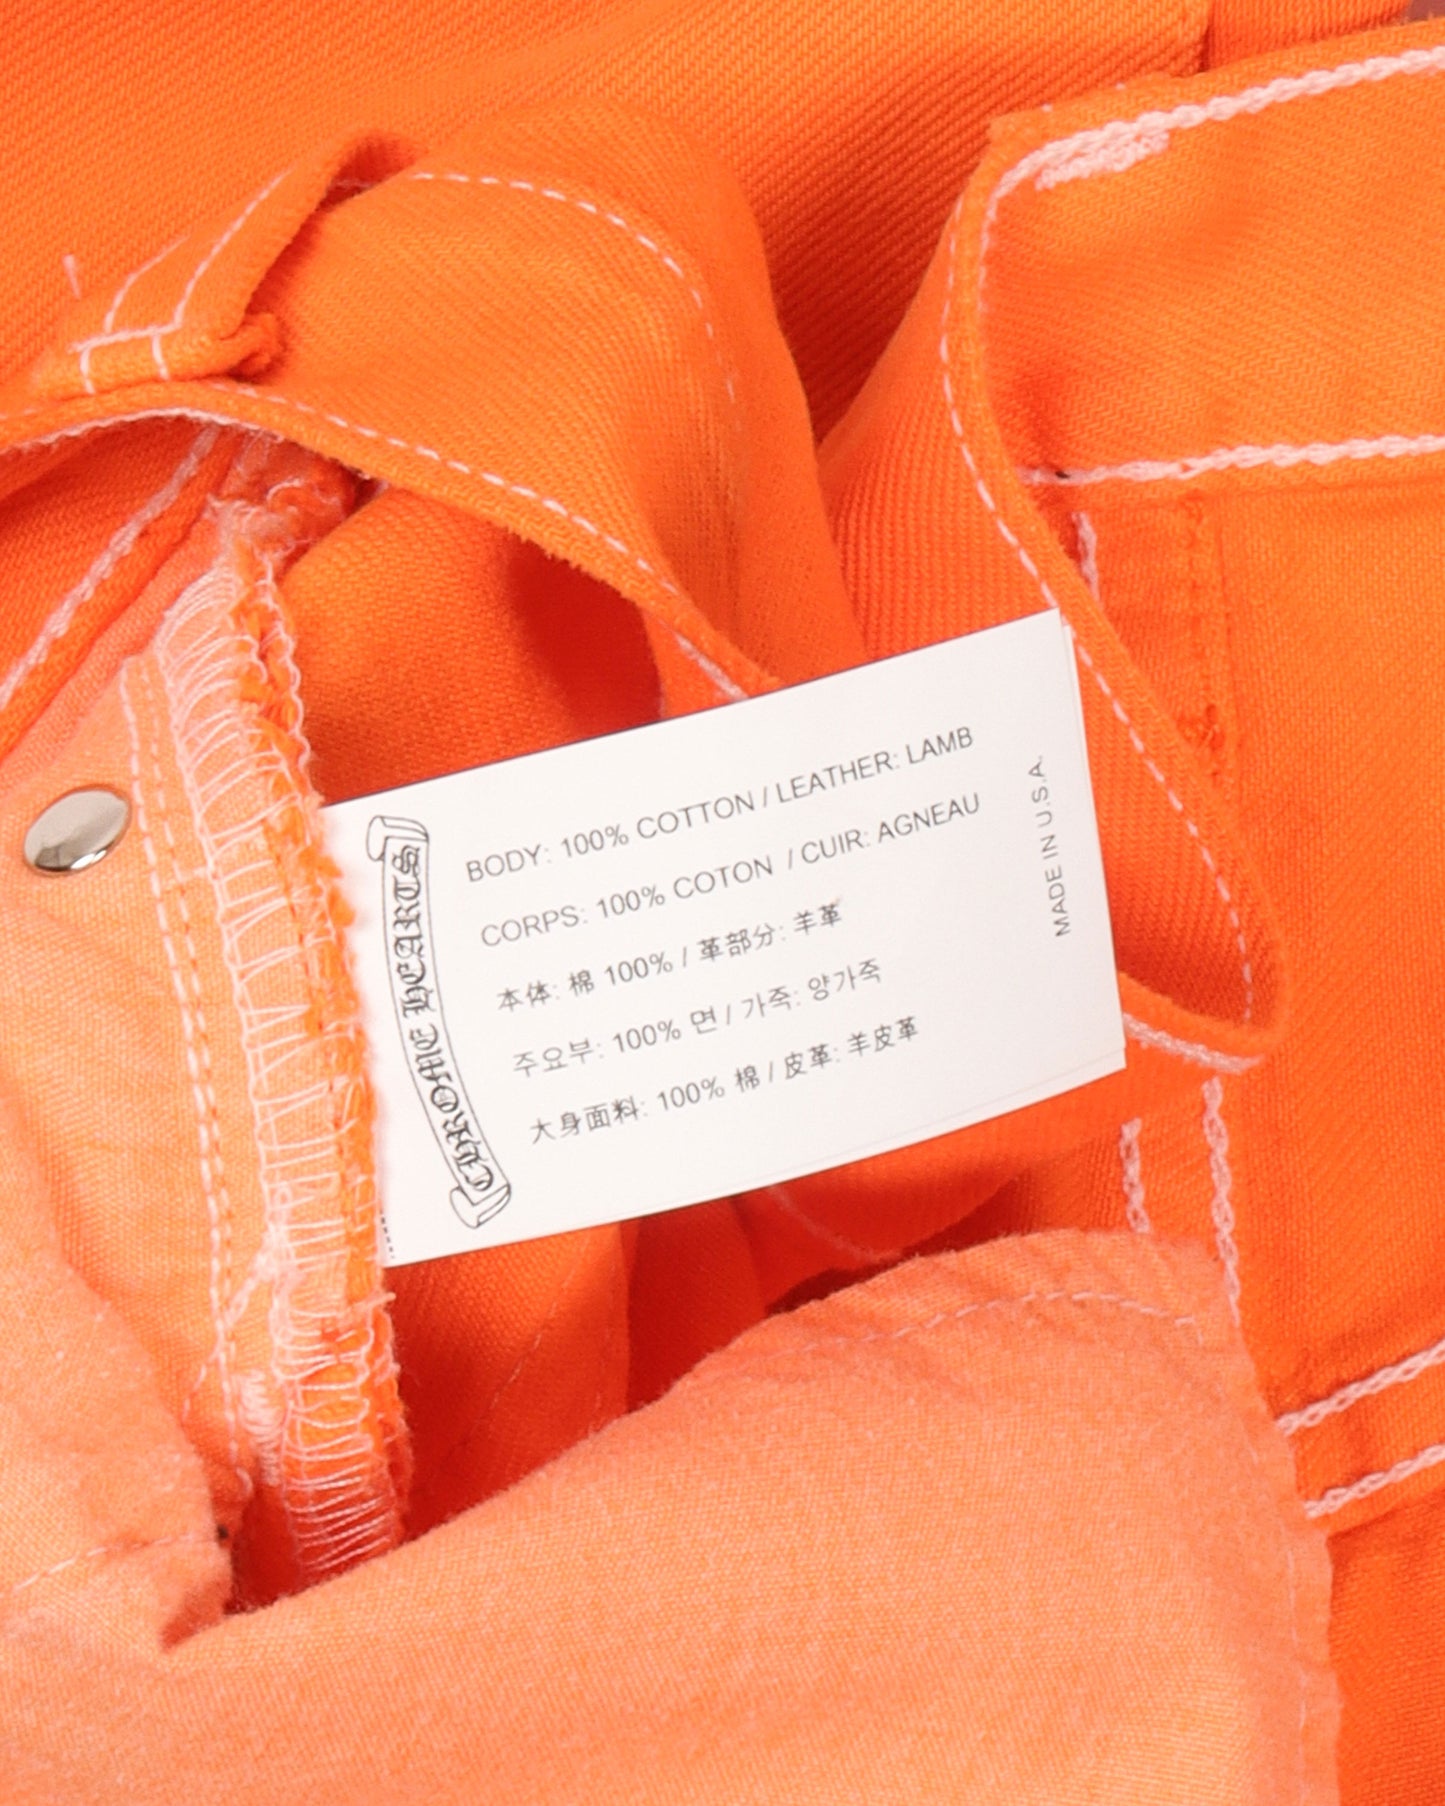 CHROME HEARTS
BODY: 100% COTTON / LEATHER: LAMB
CORPS: 100% COTON / CUIR: AGNEAU
本体: 棉 100% / 革部分: 羊革
주요부: 100% 면 / 가죽: 양가죽
大身面料: 100% 棉 / 皮革: 羊皮革
MADE IN U.S.A.